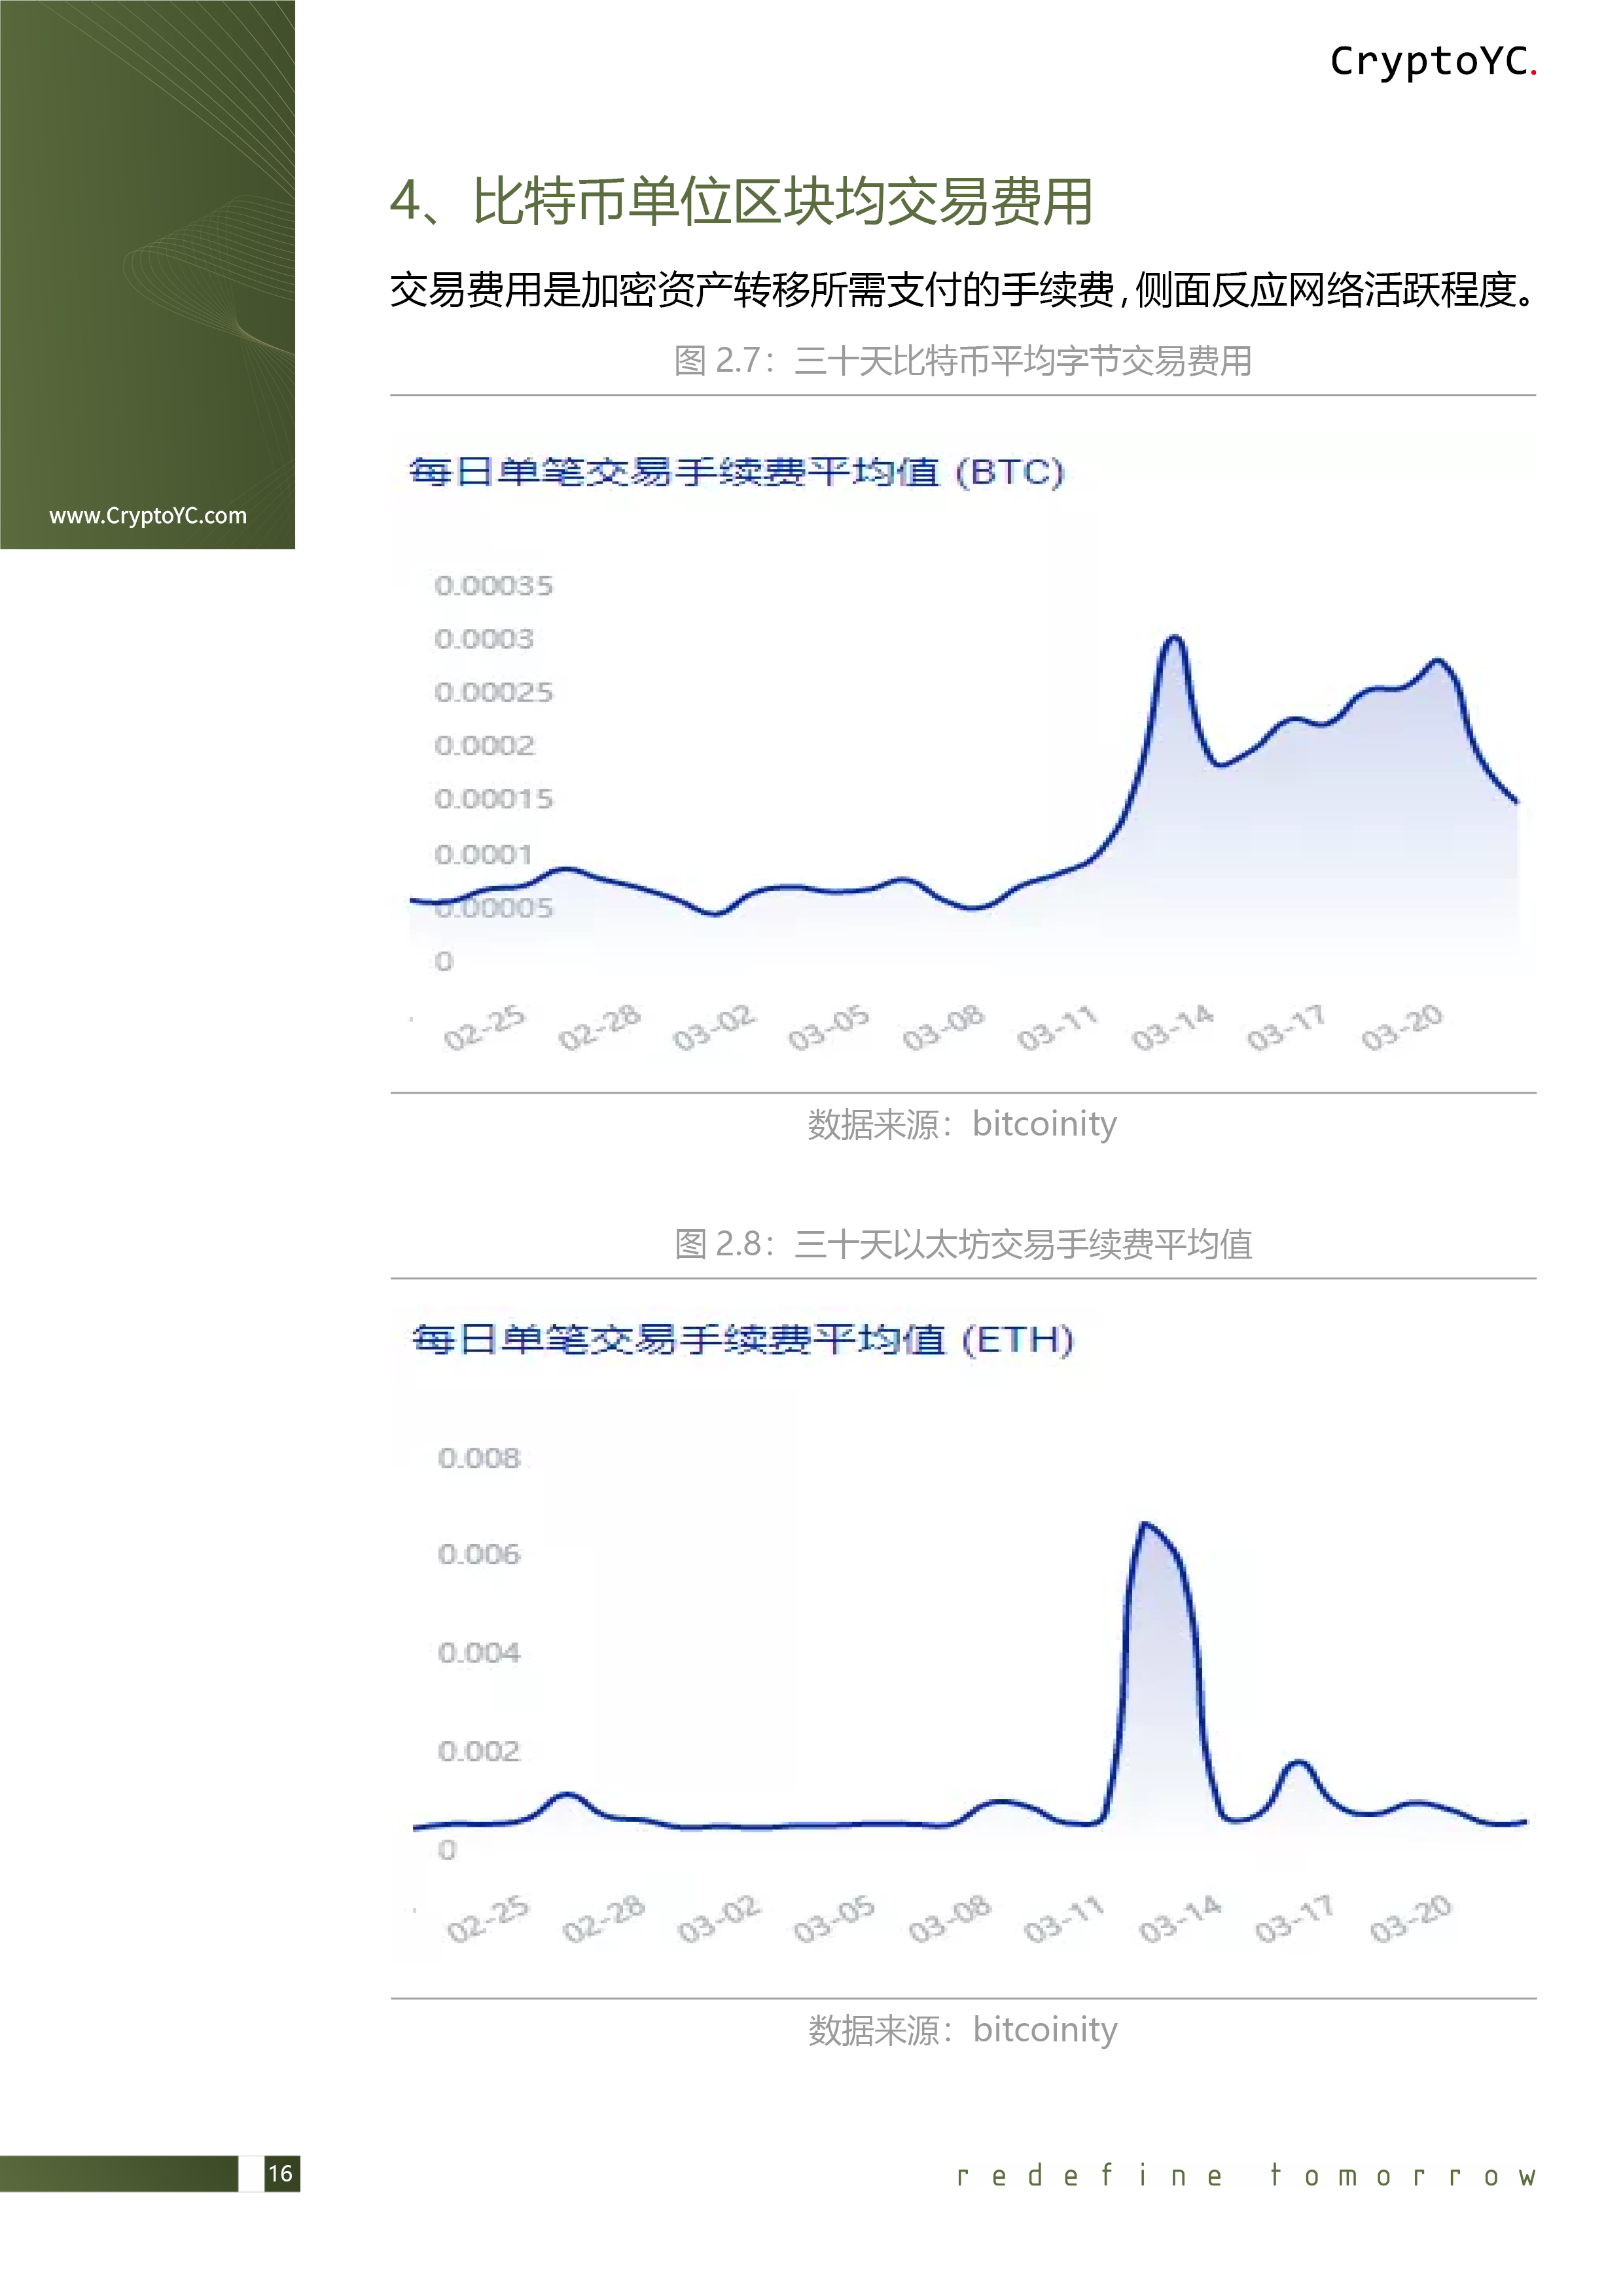 CryptoYC.
www.CryptoYC.com
4、比特币单位区块均交易费用
交易费用是加密资产转移所需支付的手续费，侧面反应网络活跃程度。
图 2.7：三十天比特币平均字节交易费用
每日单笔交易手续费平均值 (BTC)
0.00035
0.0003
0.00025
0.0002
0.00015
0.0001
0.00005
0
02-25 02-28 03-02 03-05 03-08 03-11 03-14 03-17 03-20
数据来源：bitcoinity
图 2.8：三十天以太坊交易手续费平均值
每日单笔交易手续费平均值 (ETH)
0.008
0.006
0.004
0.002
0
02-25 02-28 03-02 03-05 03-08 03-11 03-14 03-17 03-20
数据来源：bitcoinity
16
redefine tomorrow